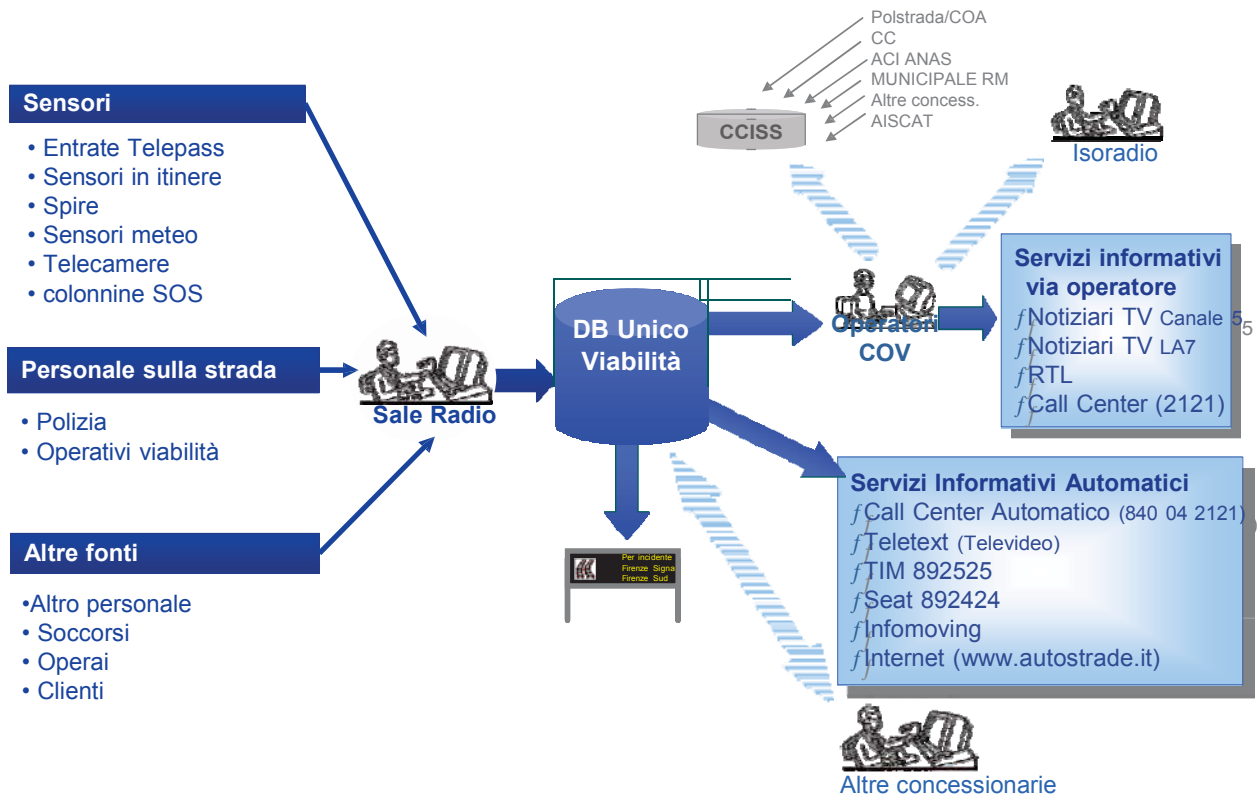 Polstrada/COA
CC
ACI ANAS
MUNICIPALE RM
Altre concess.
AISCAT
CCISS
Isoradio
Sensori
• Entrate Telepass
• Sensori in itinere
• Spire
• Sensori meteo
• Telecamere
• colonnine SOS
Personale sulla strada
• Polizia
• Operativi viabilità
Altre fonti
•Altro personale
• Soccorsi
• Operai
• Clienti
Sale Radio
DB Unico
Viabilità
Operatori
COV
Servizi informativi
via operatore
ƒNotiziari TV Canale 5
ƒNotiziari TV LA7
ƒRTL
ƒCall Center (2121)
Servizi Informativi Automatici
ƒCall Center Automatico (840 04 2121)
ƒTeletext (Televideo)
ƒTIM 892525
ƒSeat 892424
ƒInfomoving
ƒInternet (www.autostrade.it)
Per incidente
Firenze Signa
Firenze Sud
Altre concessionarie